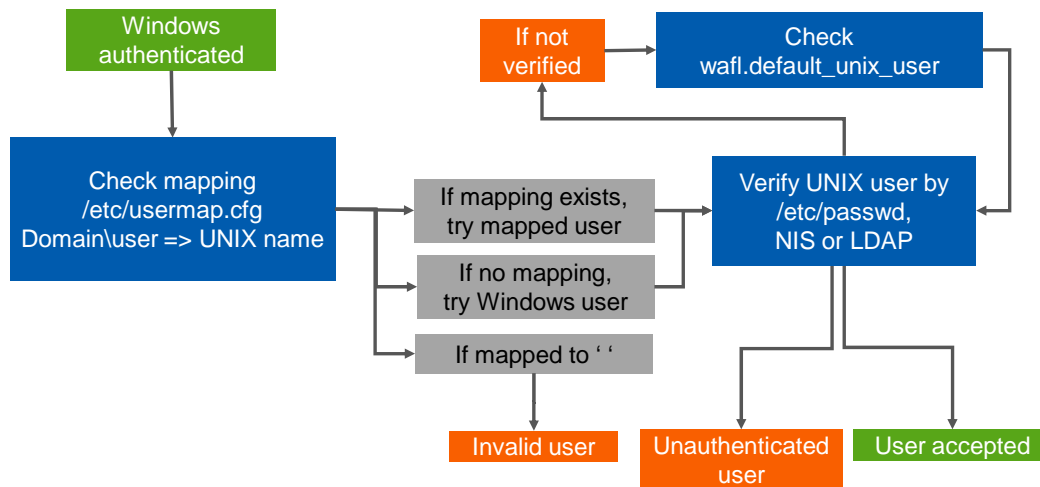 Windows
authenticated
If not
verified
Check
wafl.default_unix_user
Check mapping
/etc/usermap.cfg
Domain\user => UNIX name
If mapping exists,
try mapped user
If no mapping,
try Windows user
If mapped to ‘ ‘
Verify UNIX user by
/etc/passwd,
NIS or LDAP
Invalid user
Unauthenticated
user
User accepted